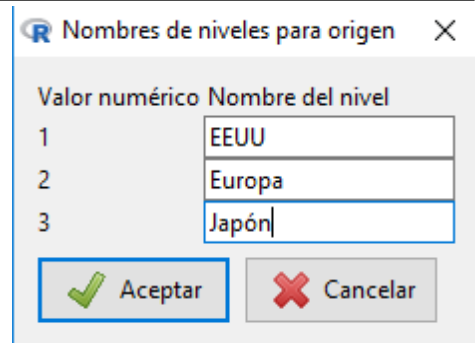 Nombres de niveles para origen
Valor numérico Nombre del nivel
1 EEUU
2 Europa
3 Japón
Aceptar Cancelar